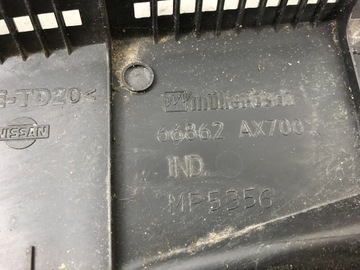 -TD20<
NISSAN
66862 AX700
IND.
MP5356